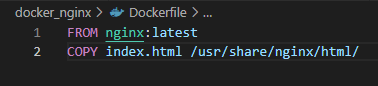 docker_nginx > Dockerfile > ...
1 FROM nginx:latest
2 COPY index.html /usr/share/nginx/html/